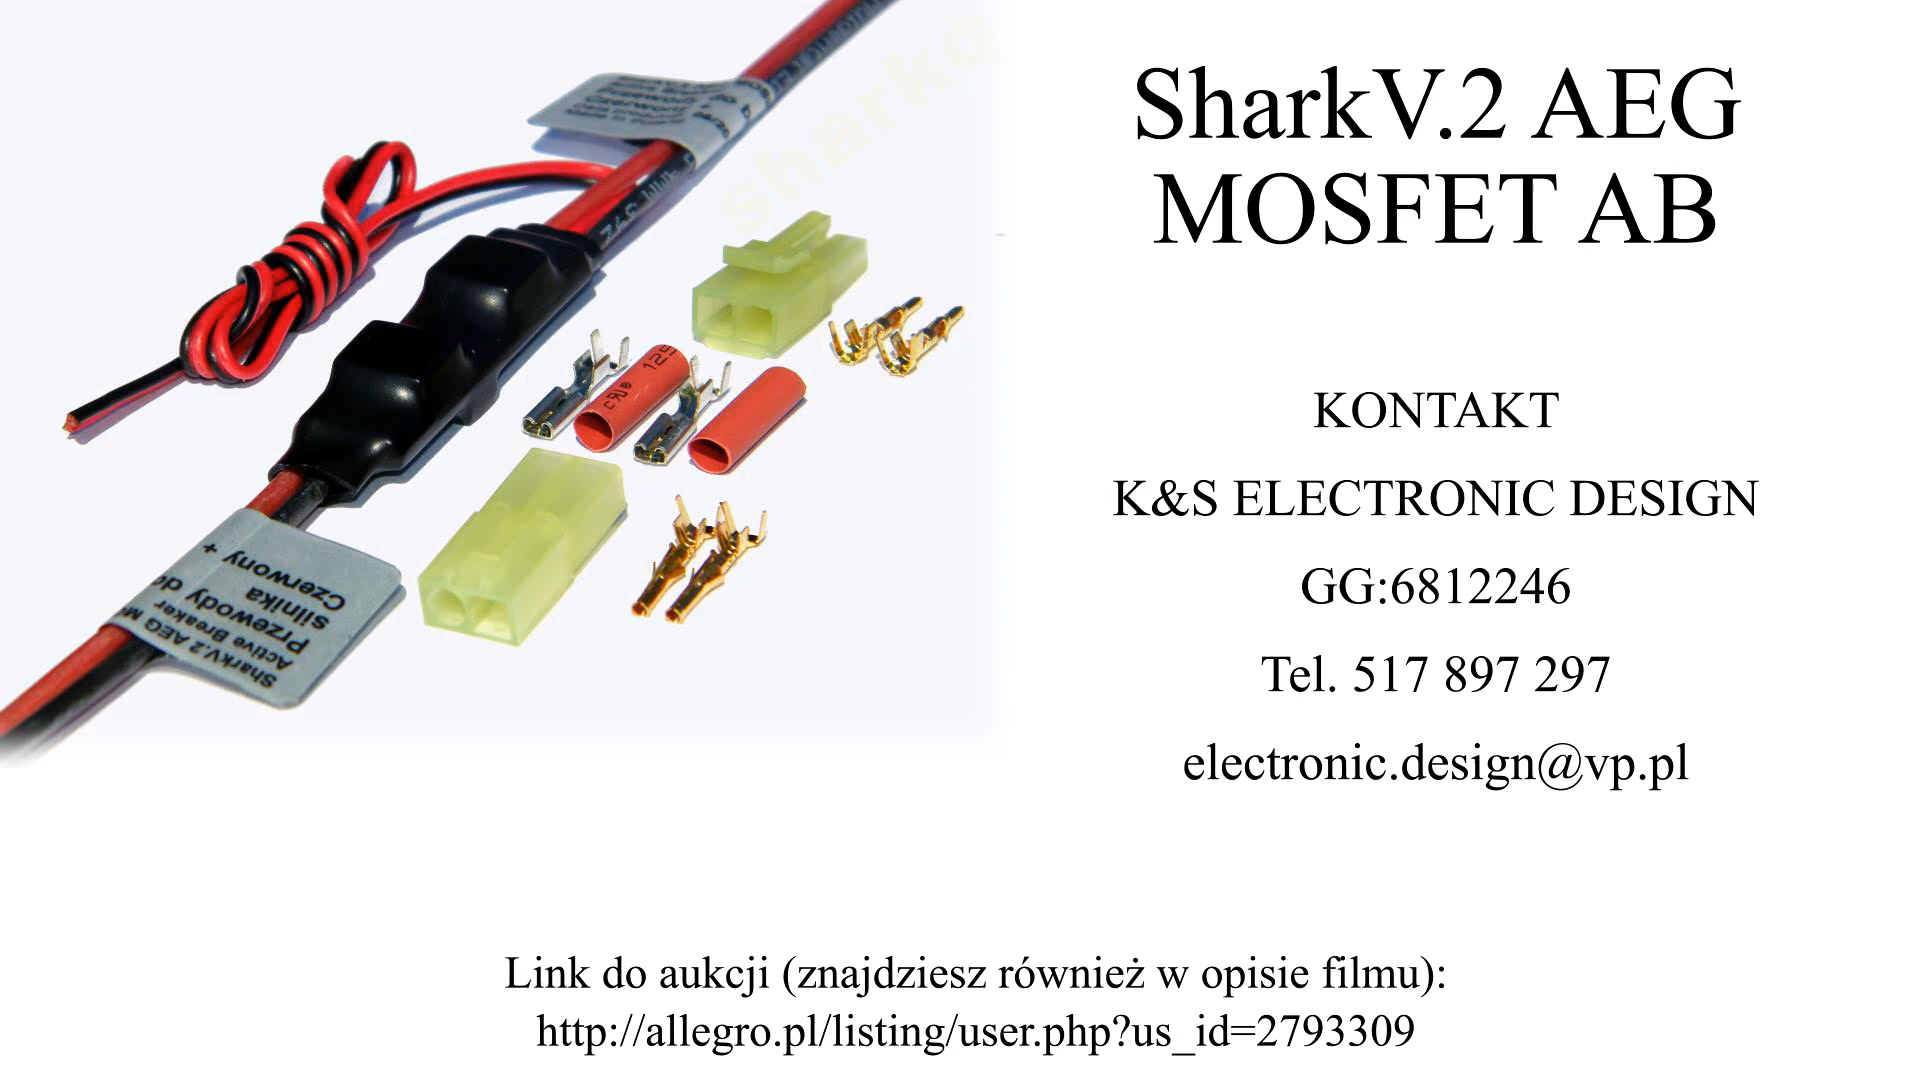 SharkV.2 AEG
MOSFET AB
KONTAKT
K&S ELECTRONIC DESIGN
GG:6812246
Tel. 517 897 297
electronic.design@vp.pl
Link do aukcji (znajdziesz również w opisie filmu):
http://allegro.pl/listing/user.php?us_id=2793309
sharko
SharkV.2 AEG M
Active Breaker
Przewody do
silnika
Czerwony +
125